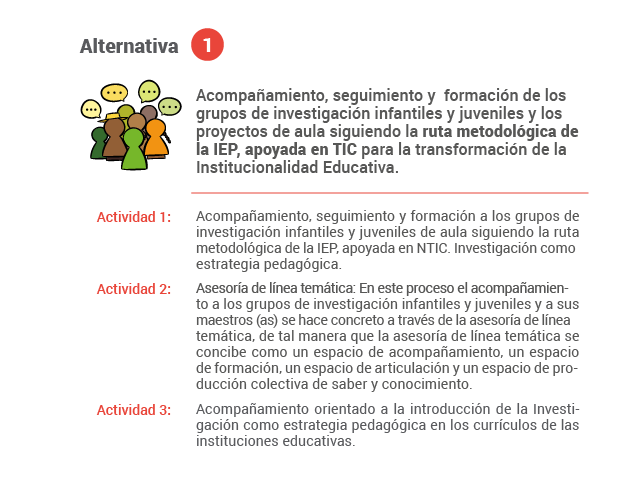 Alternativa 1
Acompañamiento, seguimiento y formación de los
grupos de investigación infantiles y juveniles y los
proyectos de aula siguiendo la ruta metodológica de
la IEP, apoyada en TIC para la transformación de la
Institucionalidad Educativa.
Actividad 1: Acompañamiento, seguimiento y formación a los grupos de
investigación infantiles y juveniles de aula siguiendo la ruta
metodológica de la IEP, apoyada en NTIC. Investigación como
estrategia pedagógica.
Actividad 2: Asesoría de línea temática: En este proceso el acompañamien-
to a los grupos de investigación infantiles y juveniles y a sus
maestros (as) se hace concreto a través de la asesoría de línea
temática, de tal manera que la asesoría de línea temática se
concibe como un espacio de acompañamiento, un espacio
de formación, un espacio de articulación y un espacio de pro-
ducción colectiva de saber y conocimiento.
Actividad 3: Acompañamiento orientado a la introducción de la Investi-
gación como estrategia pedagógica en los currículos de las
instituciones educativas.